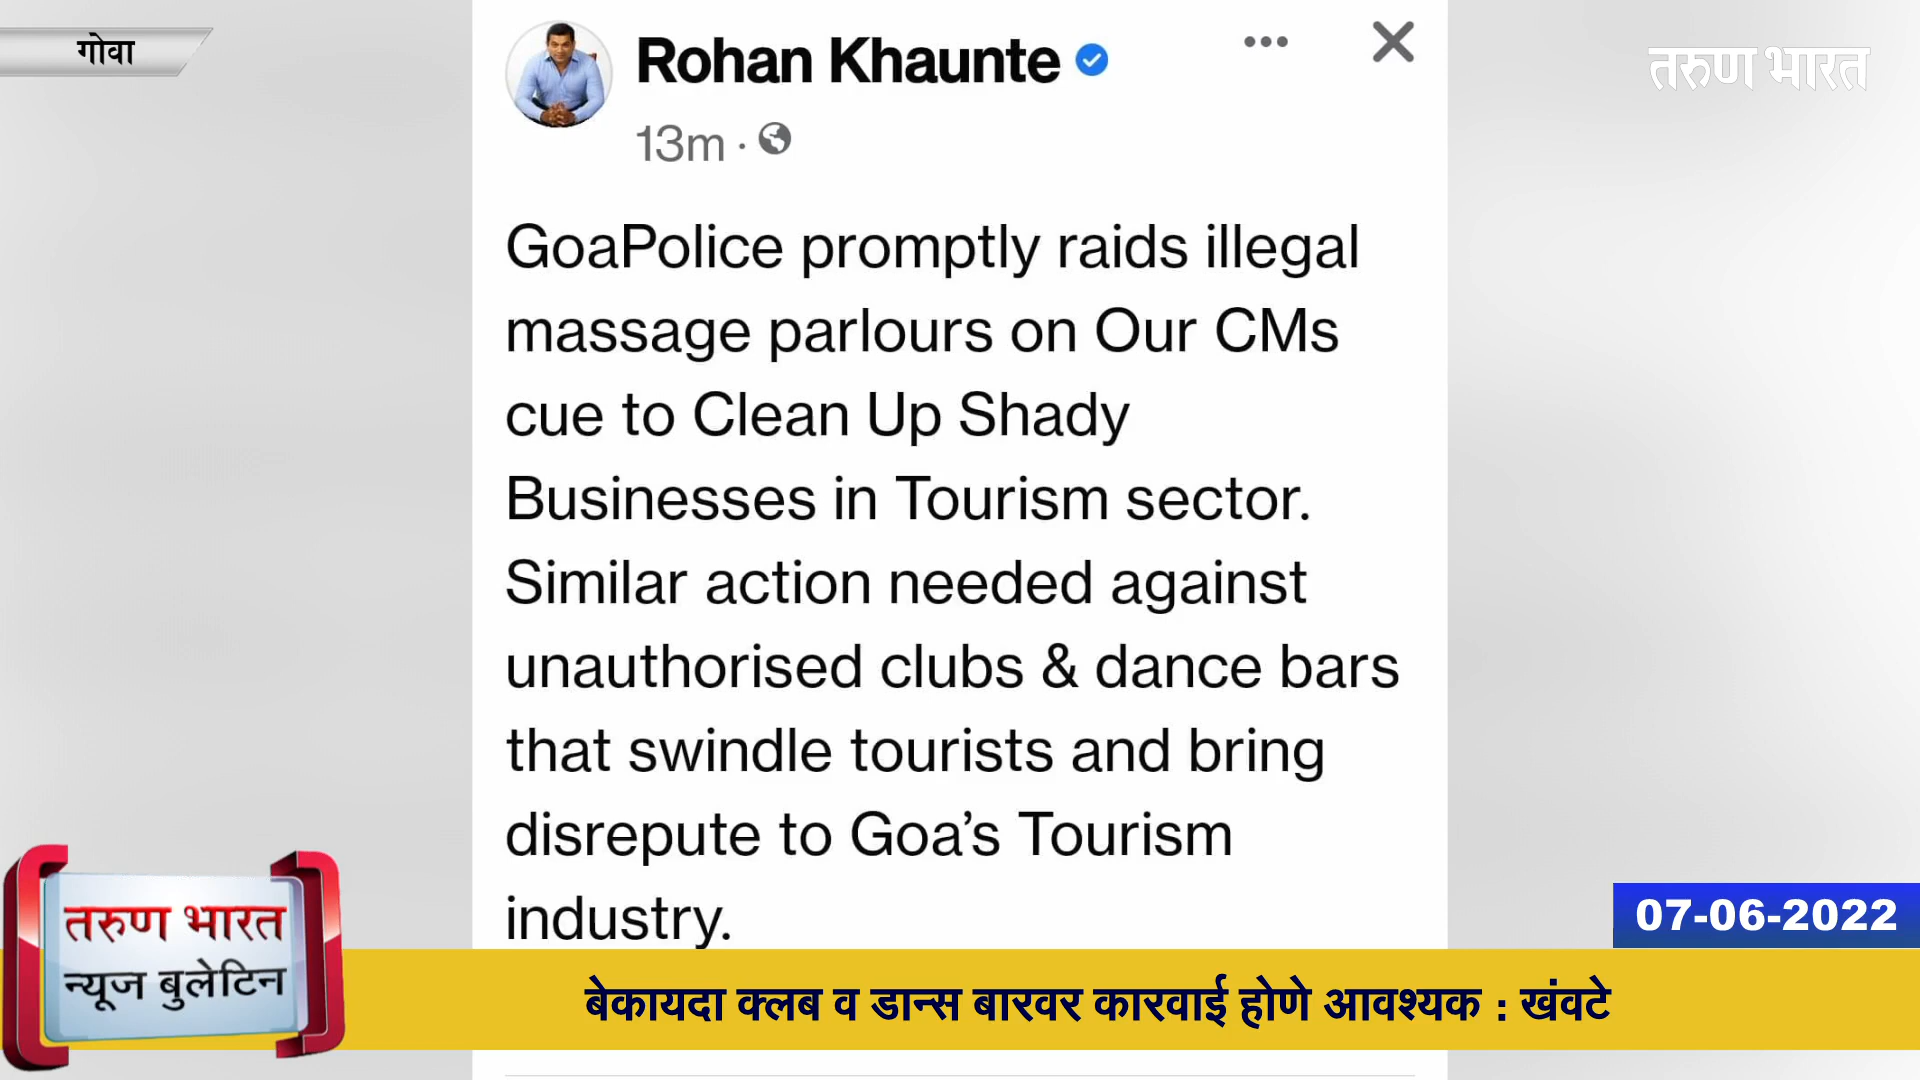 गोवा
तरुण भारत
Rohan Khaunte
13m ·
GoaPolice promptly raids illegal
massage parlours on Our CMs
cue to Clean Up Shady
Businesses in Tourism sector.
Similar action needed against
unauthorised clubs & dance bars
that swindle tourists and bring
disrepute to Goa’s Tourism
industry.
07-06-2022
तरुण भारत
न्यूज बुलेटिन
बेकायदा क्लब व डान्स बारवर कारवाई होणे आवश्यक : खंवटे